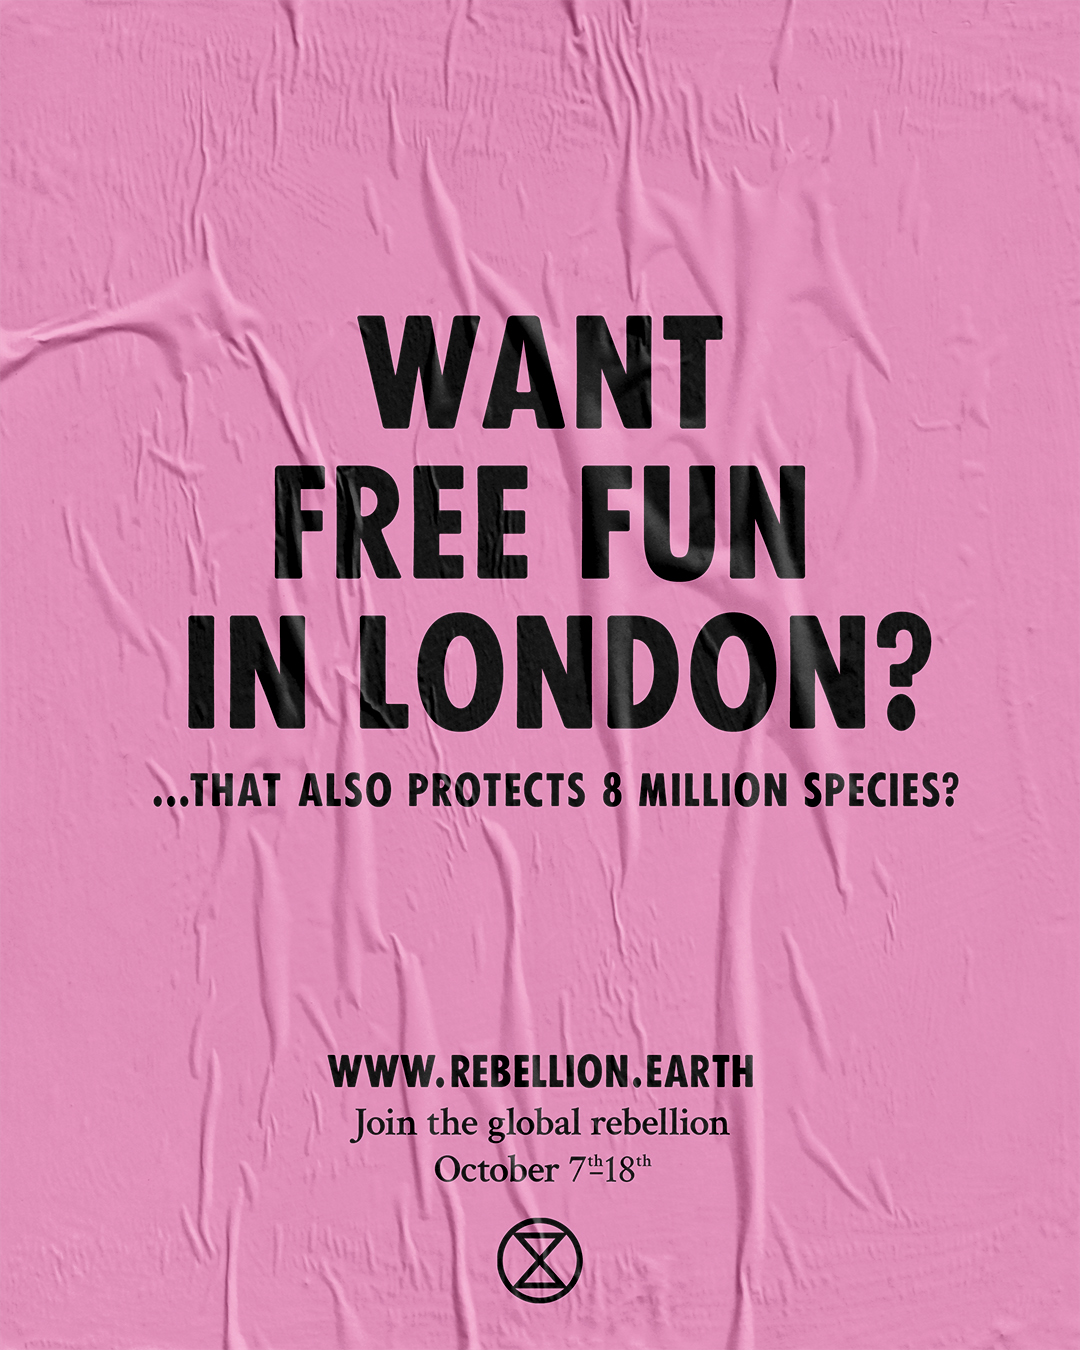 WANT
FREE FUN
IN LONDON?
...THAT ALSO PROTECTS 8 MILLION SPECIES?
WWW.REBELLION.EARTH
Join the global rebellion
October 7th–18th